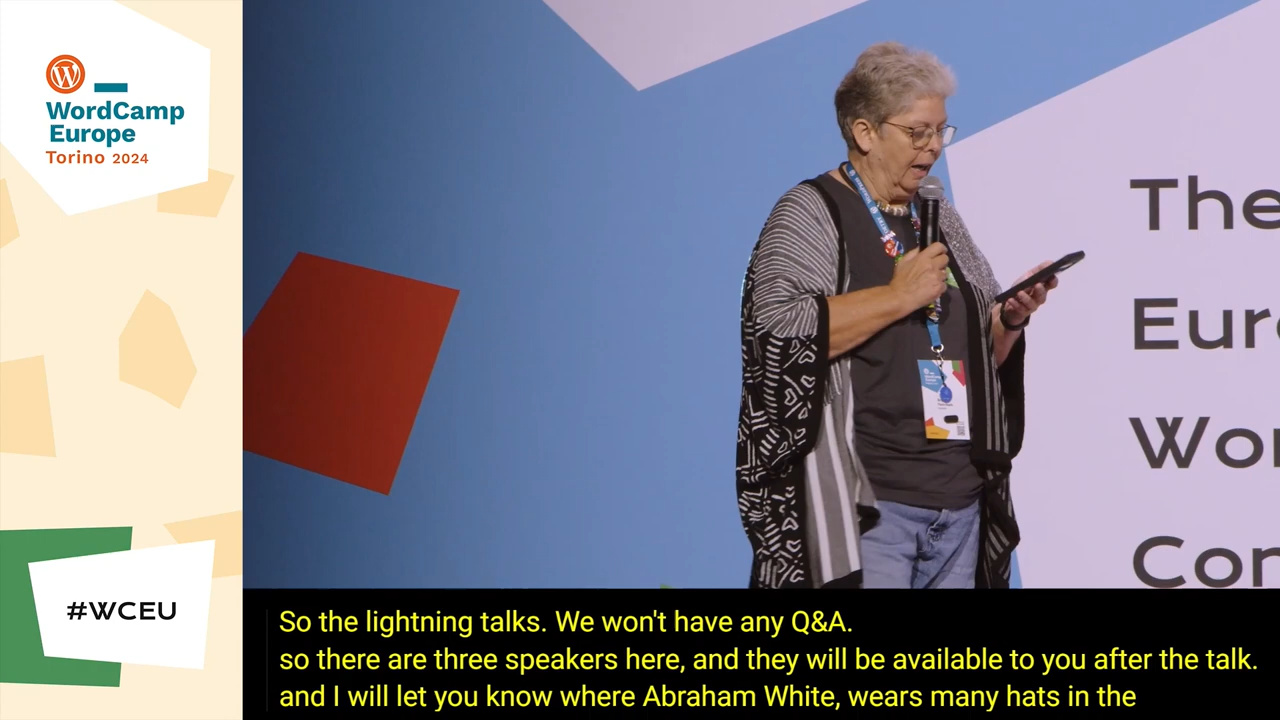 WordCamp
Europe
Torino 2024
#WCEU
The
Wor
So the lightning talks. We won't have any Q&A.
so there are three speakers here, and they will be available to you after the talk.
and I will let you know where Abraham White, wears many hats in the